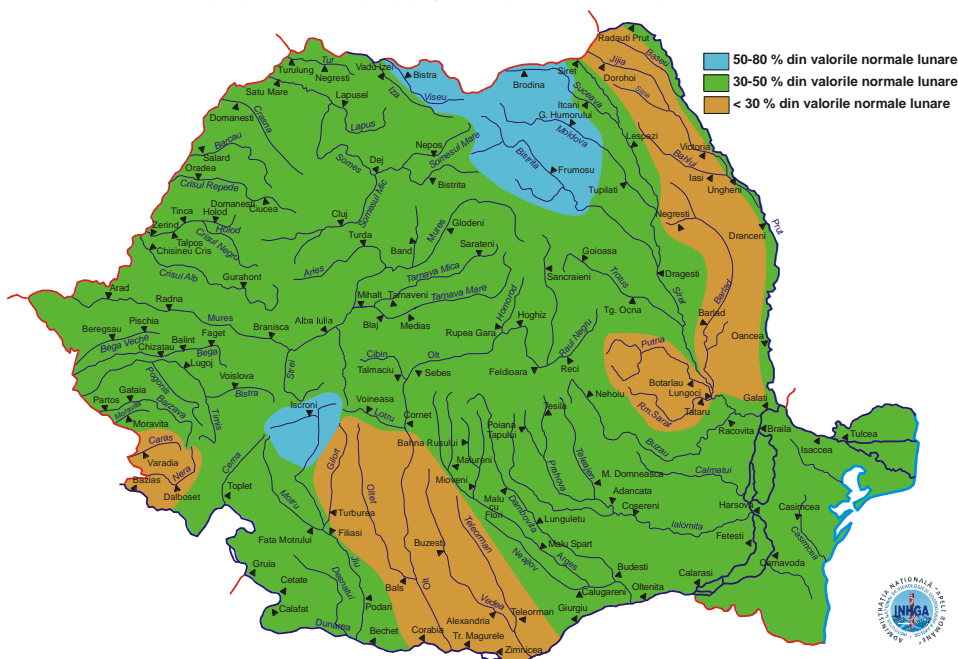 50-80 % din valorile normale lunare
30-50 % din valorile normale lunare
< 30 % din valorile normale lunare
Radauti Prut
Baseu
Tur
Turulung
Negresti
Vadu Izei
Bistra
Viseu
Iza
Brodina
Siret
Jijia
Dorohoi
Sitna
Satu Mare
Lapusel
Lapus
Domanesti
Crasna
Suceava
Itcani
G. Humorului
Moldova
Lespezi
Victoria
Bahlui
Iasi
Ungheni
Barcau
Salard
Oradea
Crisul Repede
Ciucea
Somes
Dej
Nepos
Somesul Mare
Bistrita
Somesul Mic
Bistrita
Frumosu
Tupilati
Negresti
Dranceni
Prut
Domanesti
Tinca
Holod
Holod
Zerind
Talpos
Crisul Negru
Chisineu Cris
Cluj
Turda
Band
Mures
Glodeni
Sarateni
Goioasa
Sancraieni
Trotus
Dragesti
Siret
Crisul Alb
Gurahont
Aries
Tarnava Mica
Tarnava Mare
Mihalt
Tarnaveni
Homorod
Tg. Ocna
Barlad
Barlad
Oancea
Arad
Radna
Mures
Alba Iulia
Blaj
Medias
Rupea Gara
Hoghiz
Raul Negru
Putna
Beregsau
Pischia
Bega Veche
Chizatau
Balint
Faget
Bega
Lugoj
Branisca
Strei
Cibin
Talmaciu
Olt
Sebes
Feldioara
Reci
Botarlau
Lungoci
Tataru
Galati
Pogonis
Gataia
Partos
Moravita
Moravita
Barzava
Timis
Voislova
Bistra
Iscroni
Voineasa
Lotru
Cornet
Nehoiu
Tesila
Rm.Sarat
Racovita
Braila
Isaccea
Tulcea
Caras
Varadia
Nera
Bazias
Dalboset
Cerna
Toplet
Motru
Gilort
Oltet
Bahna Rusului
Malureni
Mioveni
Poiana
Tapului
Prahova
Teleajen
Buzau
M. Domneasca
Calmatui
Adancata
Cosereni
Harsova
Casimcea
Casimcea
Malu
cu
Flori
Dambovita
Lunguletu
Ialomita
Fetesti
Turburea
Filiasi
Fata Motrului
Buzesti
Teleorman
Neajlov
Malu Spart
Arges
Cernavoda
Gruia
Cetate
Calafat
Desnatui
Jiu
Podari
Bals
Olt
Vedea
Alexandria
Teleorman
Budesti
Calugareni
Oltenita
Calarasi
Giurgiu
Dunarea
Bechet
Corabia
Tr. Magurele
Zimnicea
ADMINISTRAȚIA NAȚIONALĂ "APELE ROMÂNE"
INHGA